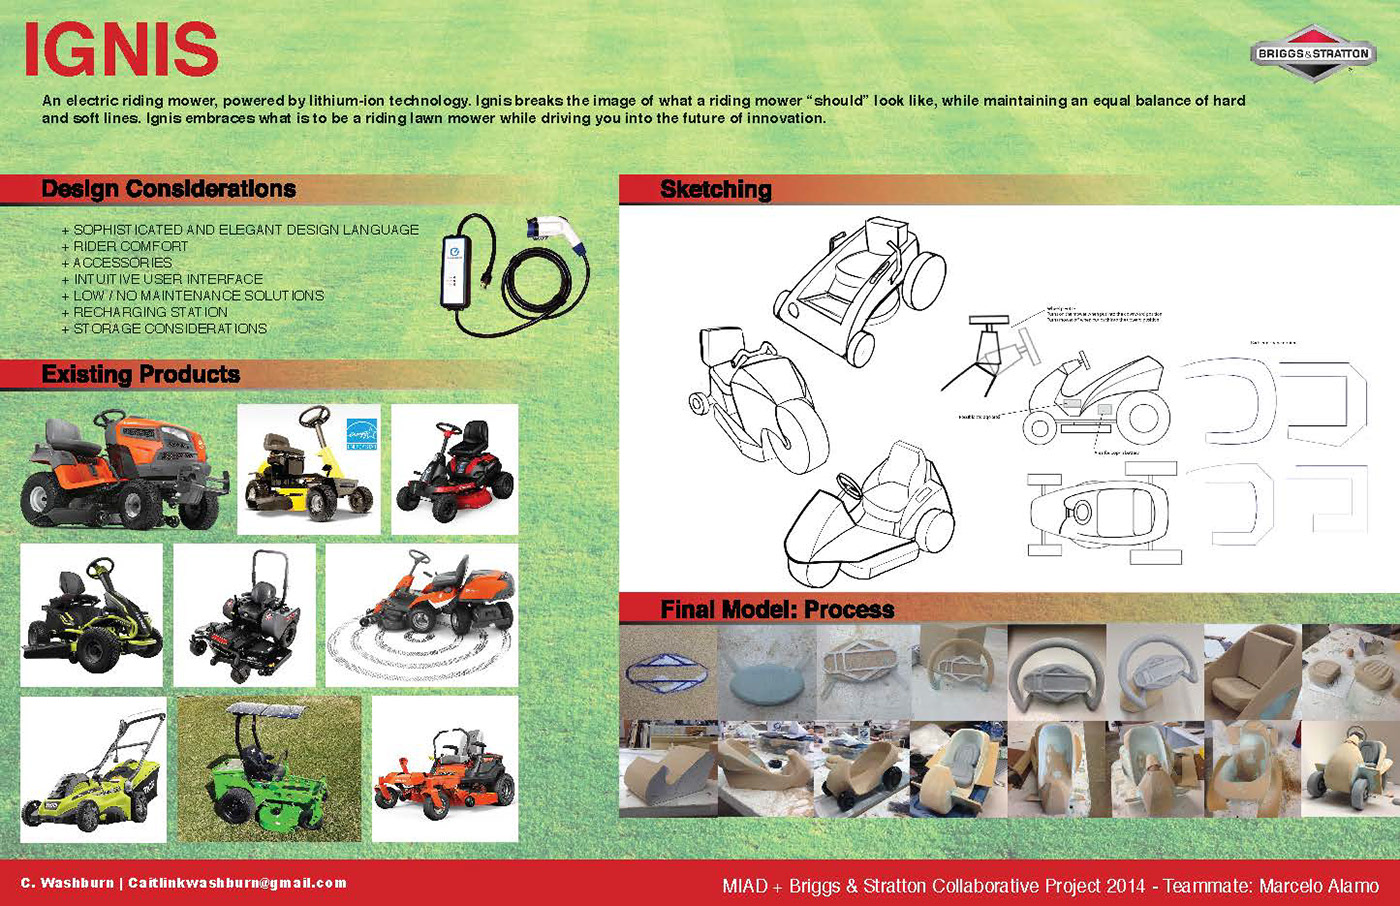 IGNIS
BRIGGS & STRATTON
An electric riding mower, powered by lithium-ion technology. Ignis breaks the image of what a riding mower “should” look like, while maintaining an equal balance of hard
and soft lines. Ignis embraces what is to be a riding lawn mower while driving you into the future of innovation.
Design Considerations
+ SOPHISTICATED AND ELEGANT DESIGN LANGUAGE
+ RIDER COMFORT
+ ACCESSORIES
+ INTUITIVE USER INTERFACE
+ LOW / NO MAINTENANCE SOLUTIONS
+ RECHARGING STATION
+ STORAGE CONSIDERATIONS
Existing Products
Sketching
Final Model: Process
C. Washburn | Caitlinkwashburn@gmail.com
MIAD + Briggs & Stratton Collaborative Project 2014 - Teammate: Marcelo Alamo